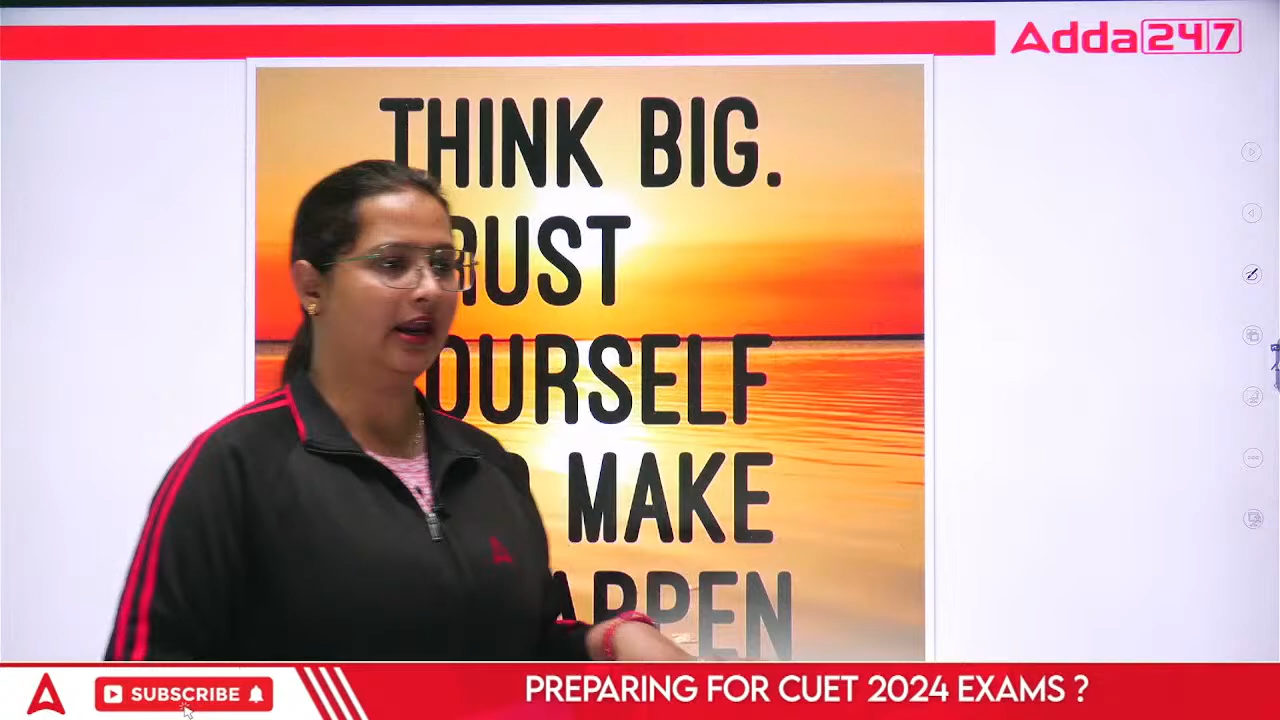 Adda247
THINK BIG.
RUST
OURSELF
MAKE
APPEN
SUBSCRIBE
PREPARING FOR CUET 2024 EXAMS ?